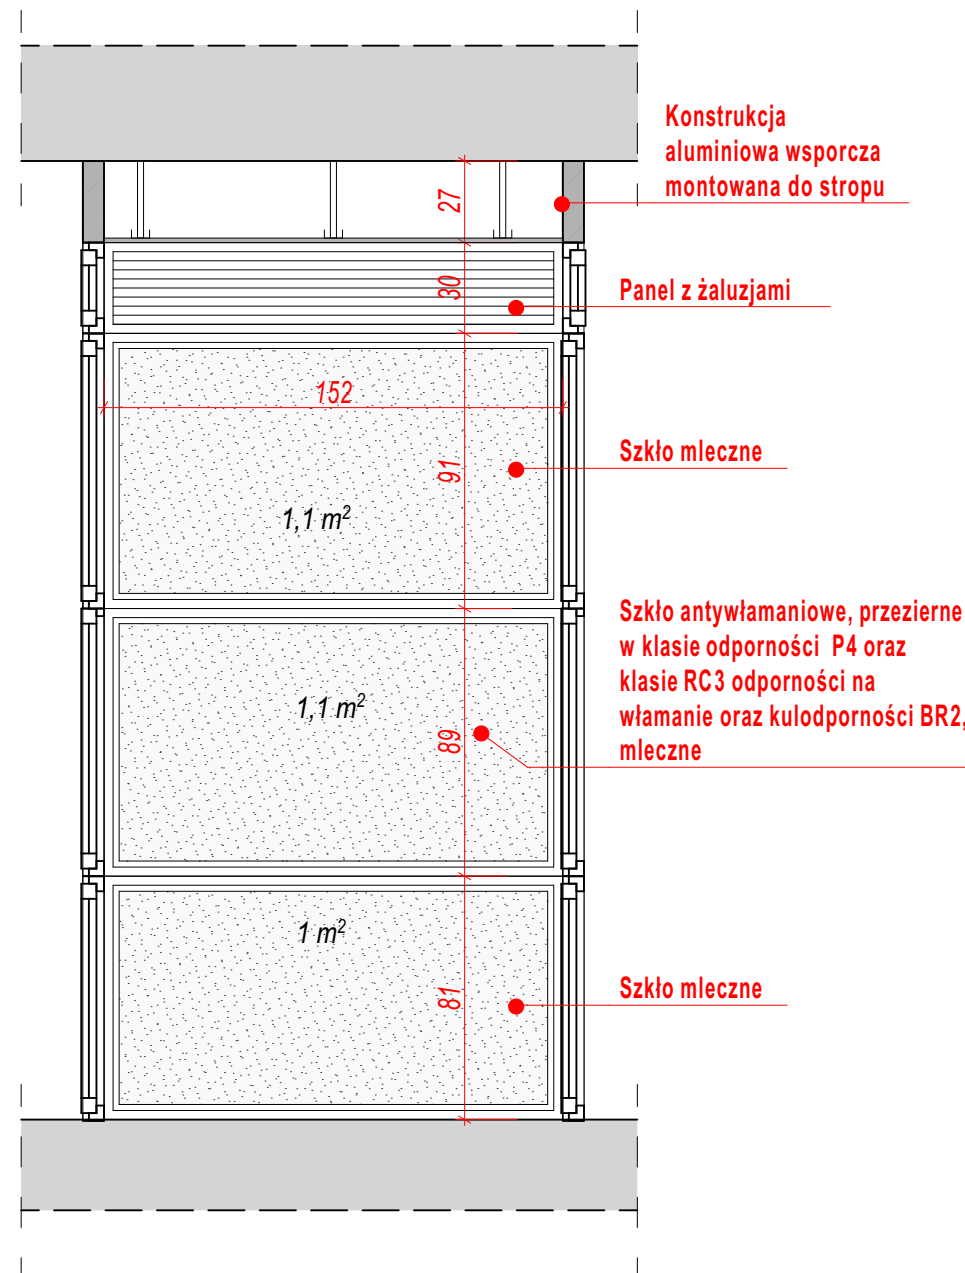 Konstrukcja
aluminiowa wsporcza
montowana do stropu
27
30
Panel z żaluzjami
152
91
Szkło mleczne
1,1 m²
Szkło antywłamaniowe, przezierne
w klasie odporności P4 oraz
klasie RC3 odporności na
włamanie oraz kulodporności BR2,
mleczne
1,1 m²
89
1 m²
81
Szkło mleczne